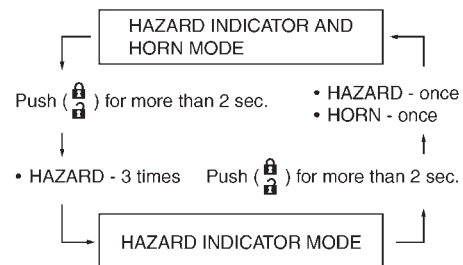 HAZARD INDICATOR AND
HORN MODE
Push ( ) for more than 2 sec.
• HAZARD - once
• HORN - once
• HAZARD - 3 times
Push ( ) for more than 2 sec.
HAZARD INDICATOR MODE